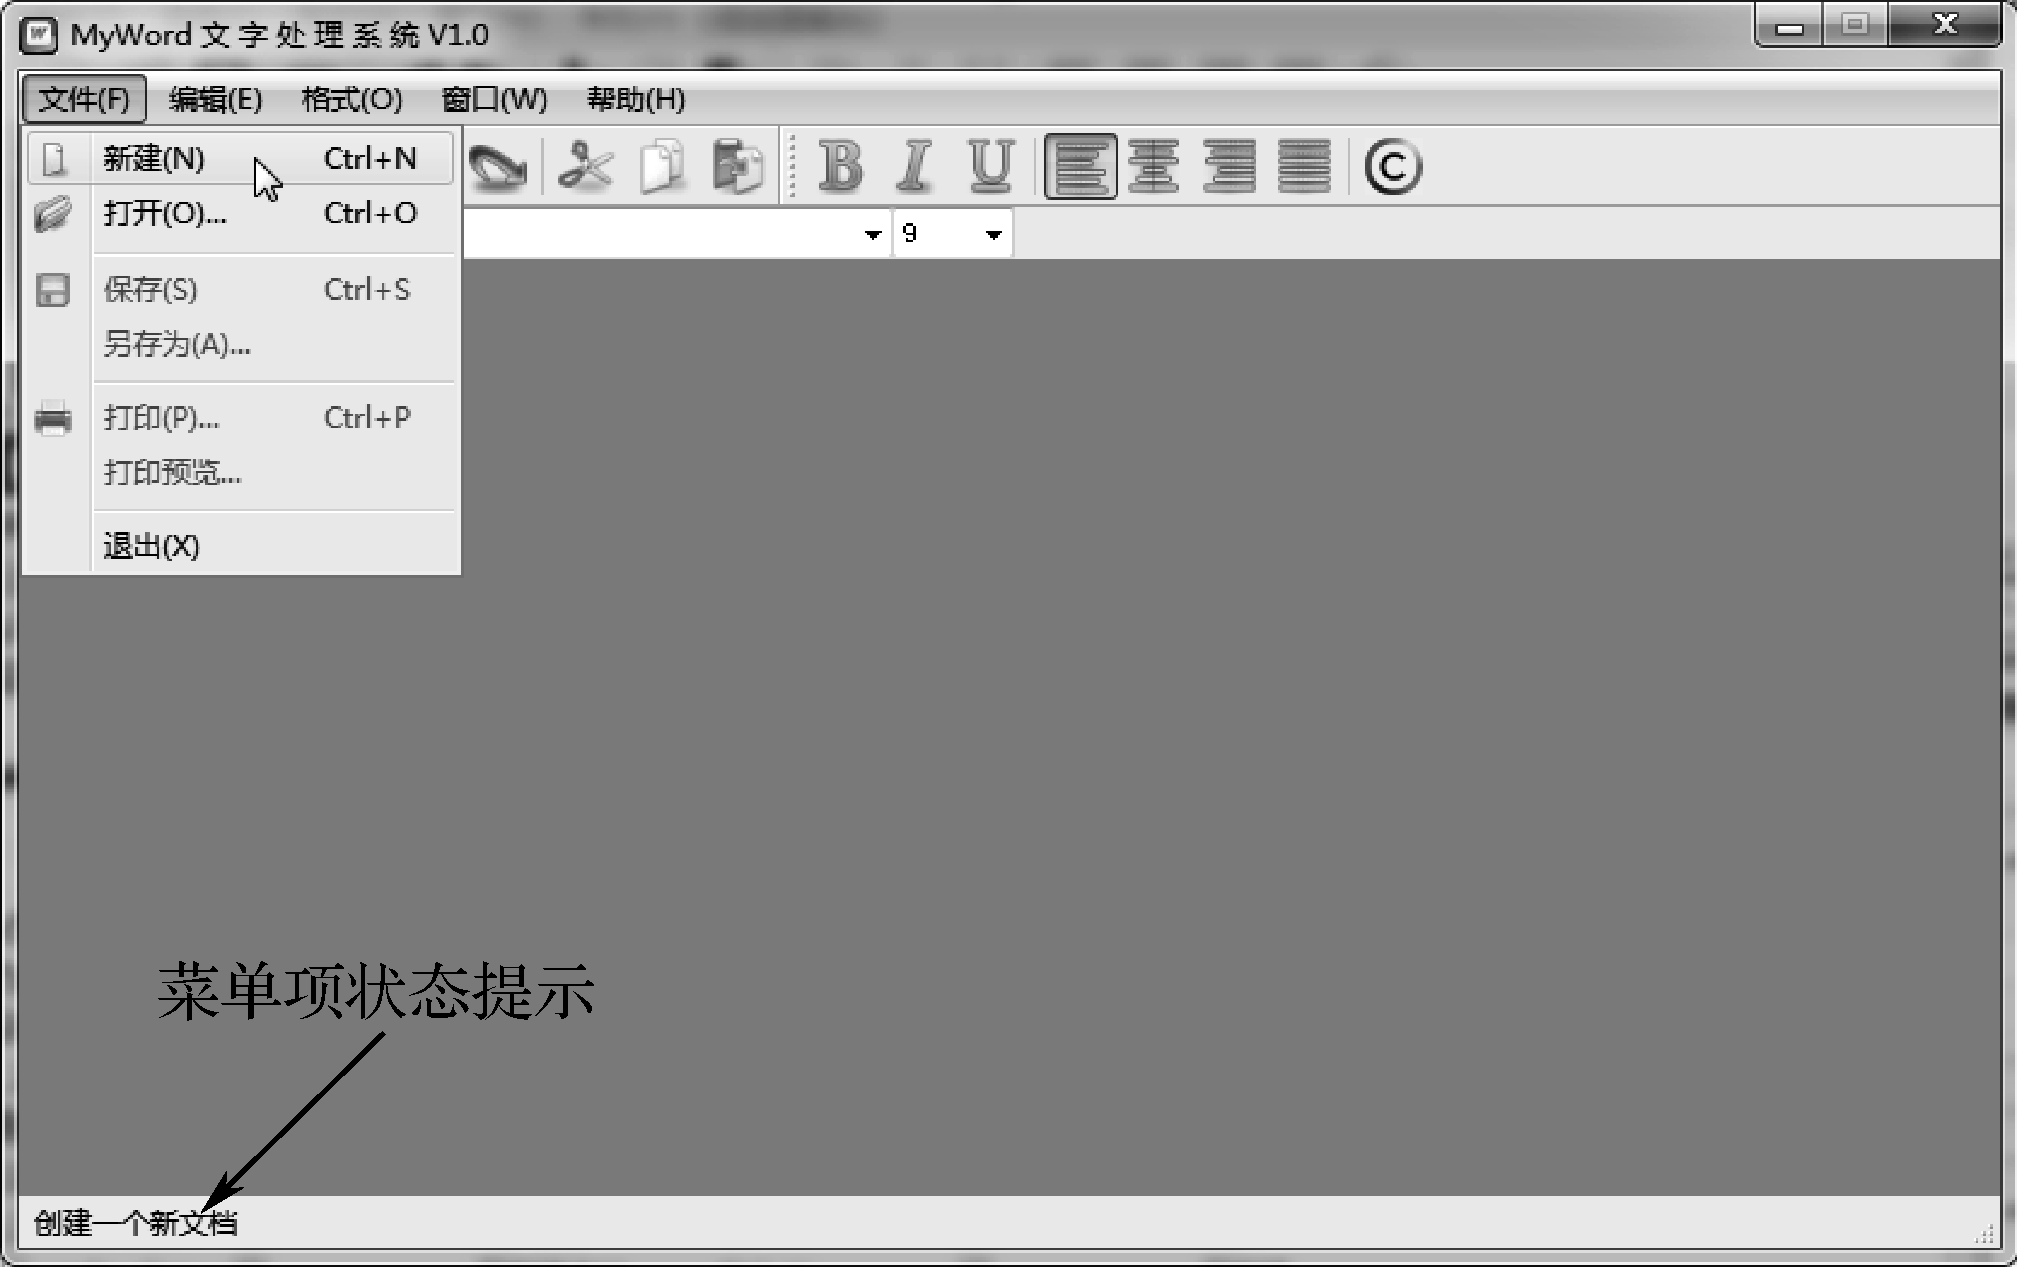 MyWord 文字处理系统 V1.0
文件(F) 编辑(E) 格式(O) 窗口(W) 帮助(H)
新建(N) Ctrl+N
打开(O)... Ctrl+O
B I U ©
9
保存(S) Ctrl+S
另存为(A)...
打印(P)... Ctrl+P
打印预览...
退出(X)
菜单项状态提示
创建一个新文档